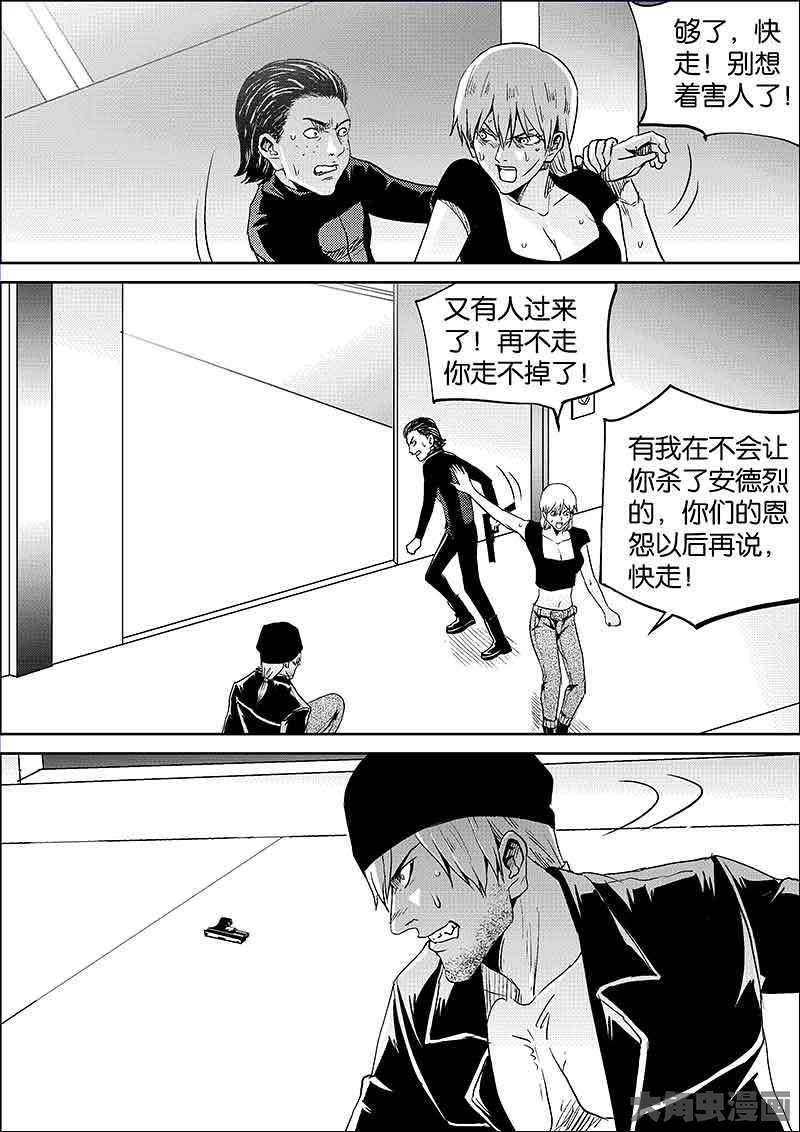 够了，快
走！别想
着害人了！
又有人过来
了！再不走
你走不掉了！
有我在不会让
你杀了安德烈
的，你们的恩
怨以后再说，
快走！
大角虫漫画